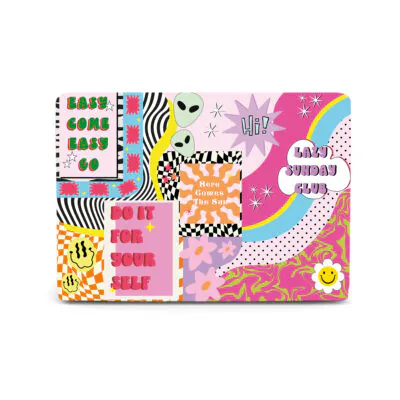 EASY
COME
EASY
GO
Hi!
LAZY
SUNDAY
CLUB
Here
Comes
The Sun
DO IT
FOR
YOUR
SELF